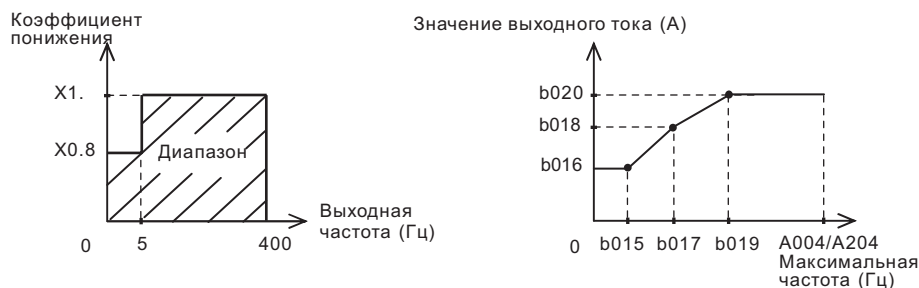 Коэффициент
понижения
X1.
X0.8
Диапазон
0
5
400
Выходная
частота (Гц)
Значение выходного тока (А)
b020
b018
b016
0
b015
b017
b019
A004/A204
Максимальная
частота (Гц)